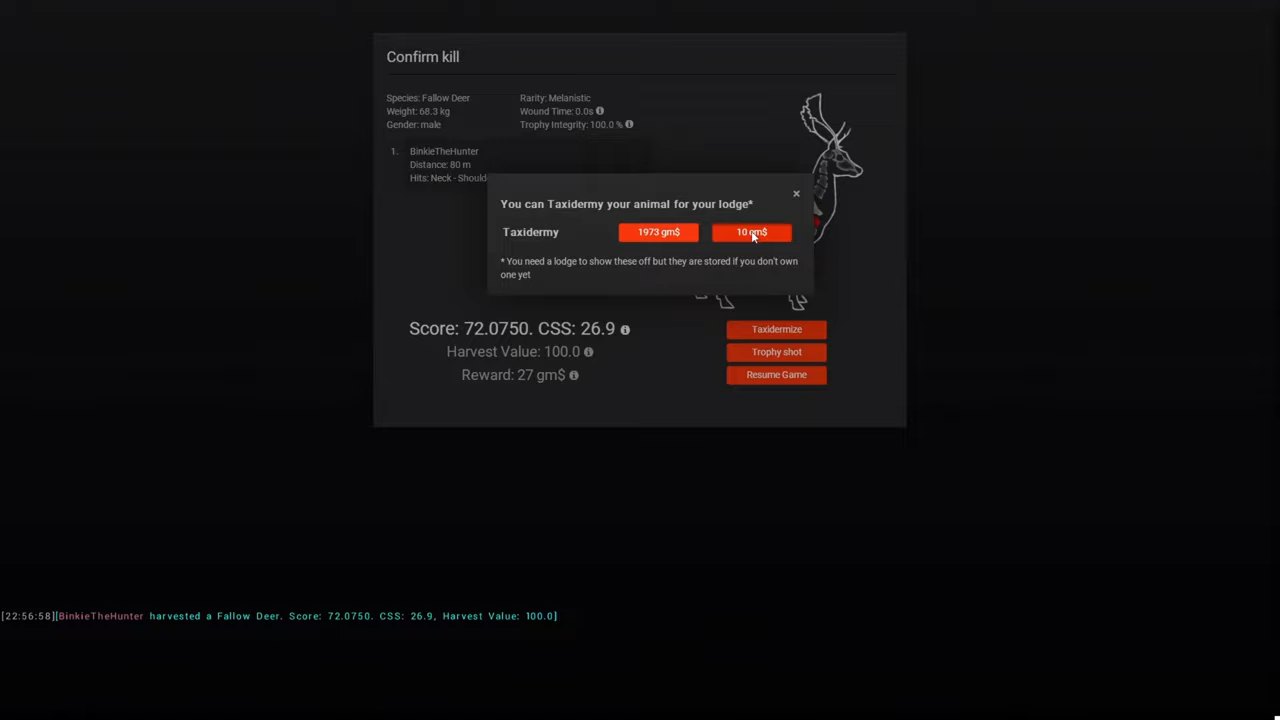 Confirm kill
Species: Fallow Deer
Weight: 68.3 kg
Gender: male
Rarity: Melanistic
Wound Time: 0.0s
Trophy Integrity: 100.0 %
1. BinkieTheHunter
Distance: 80 m
Hits: Neck - Should
You can Taxidermy your animal for your lodge*
Taxidermy 1973 gm$ 10 gm$
* You need a lodge to show these off but they are stored if you don't own
one yet
Score: 72.0750. CSS: 26.9
Harvest Value: 100.0
Reward: 27 gm$
Taxidermize
Trophy shot
Resume Game
[22:56:58][BinkieTheHunter harvested a Fallow Deer. Score: 72.0750. CSS: 26.9, Harvest Value: 100.0]